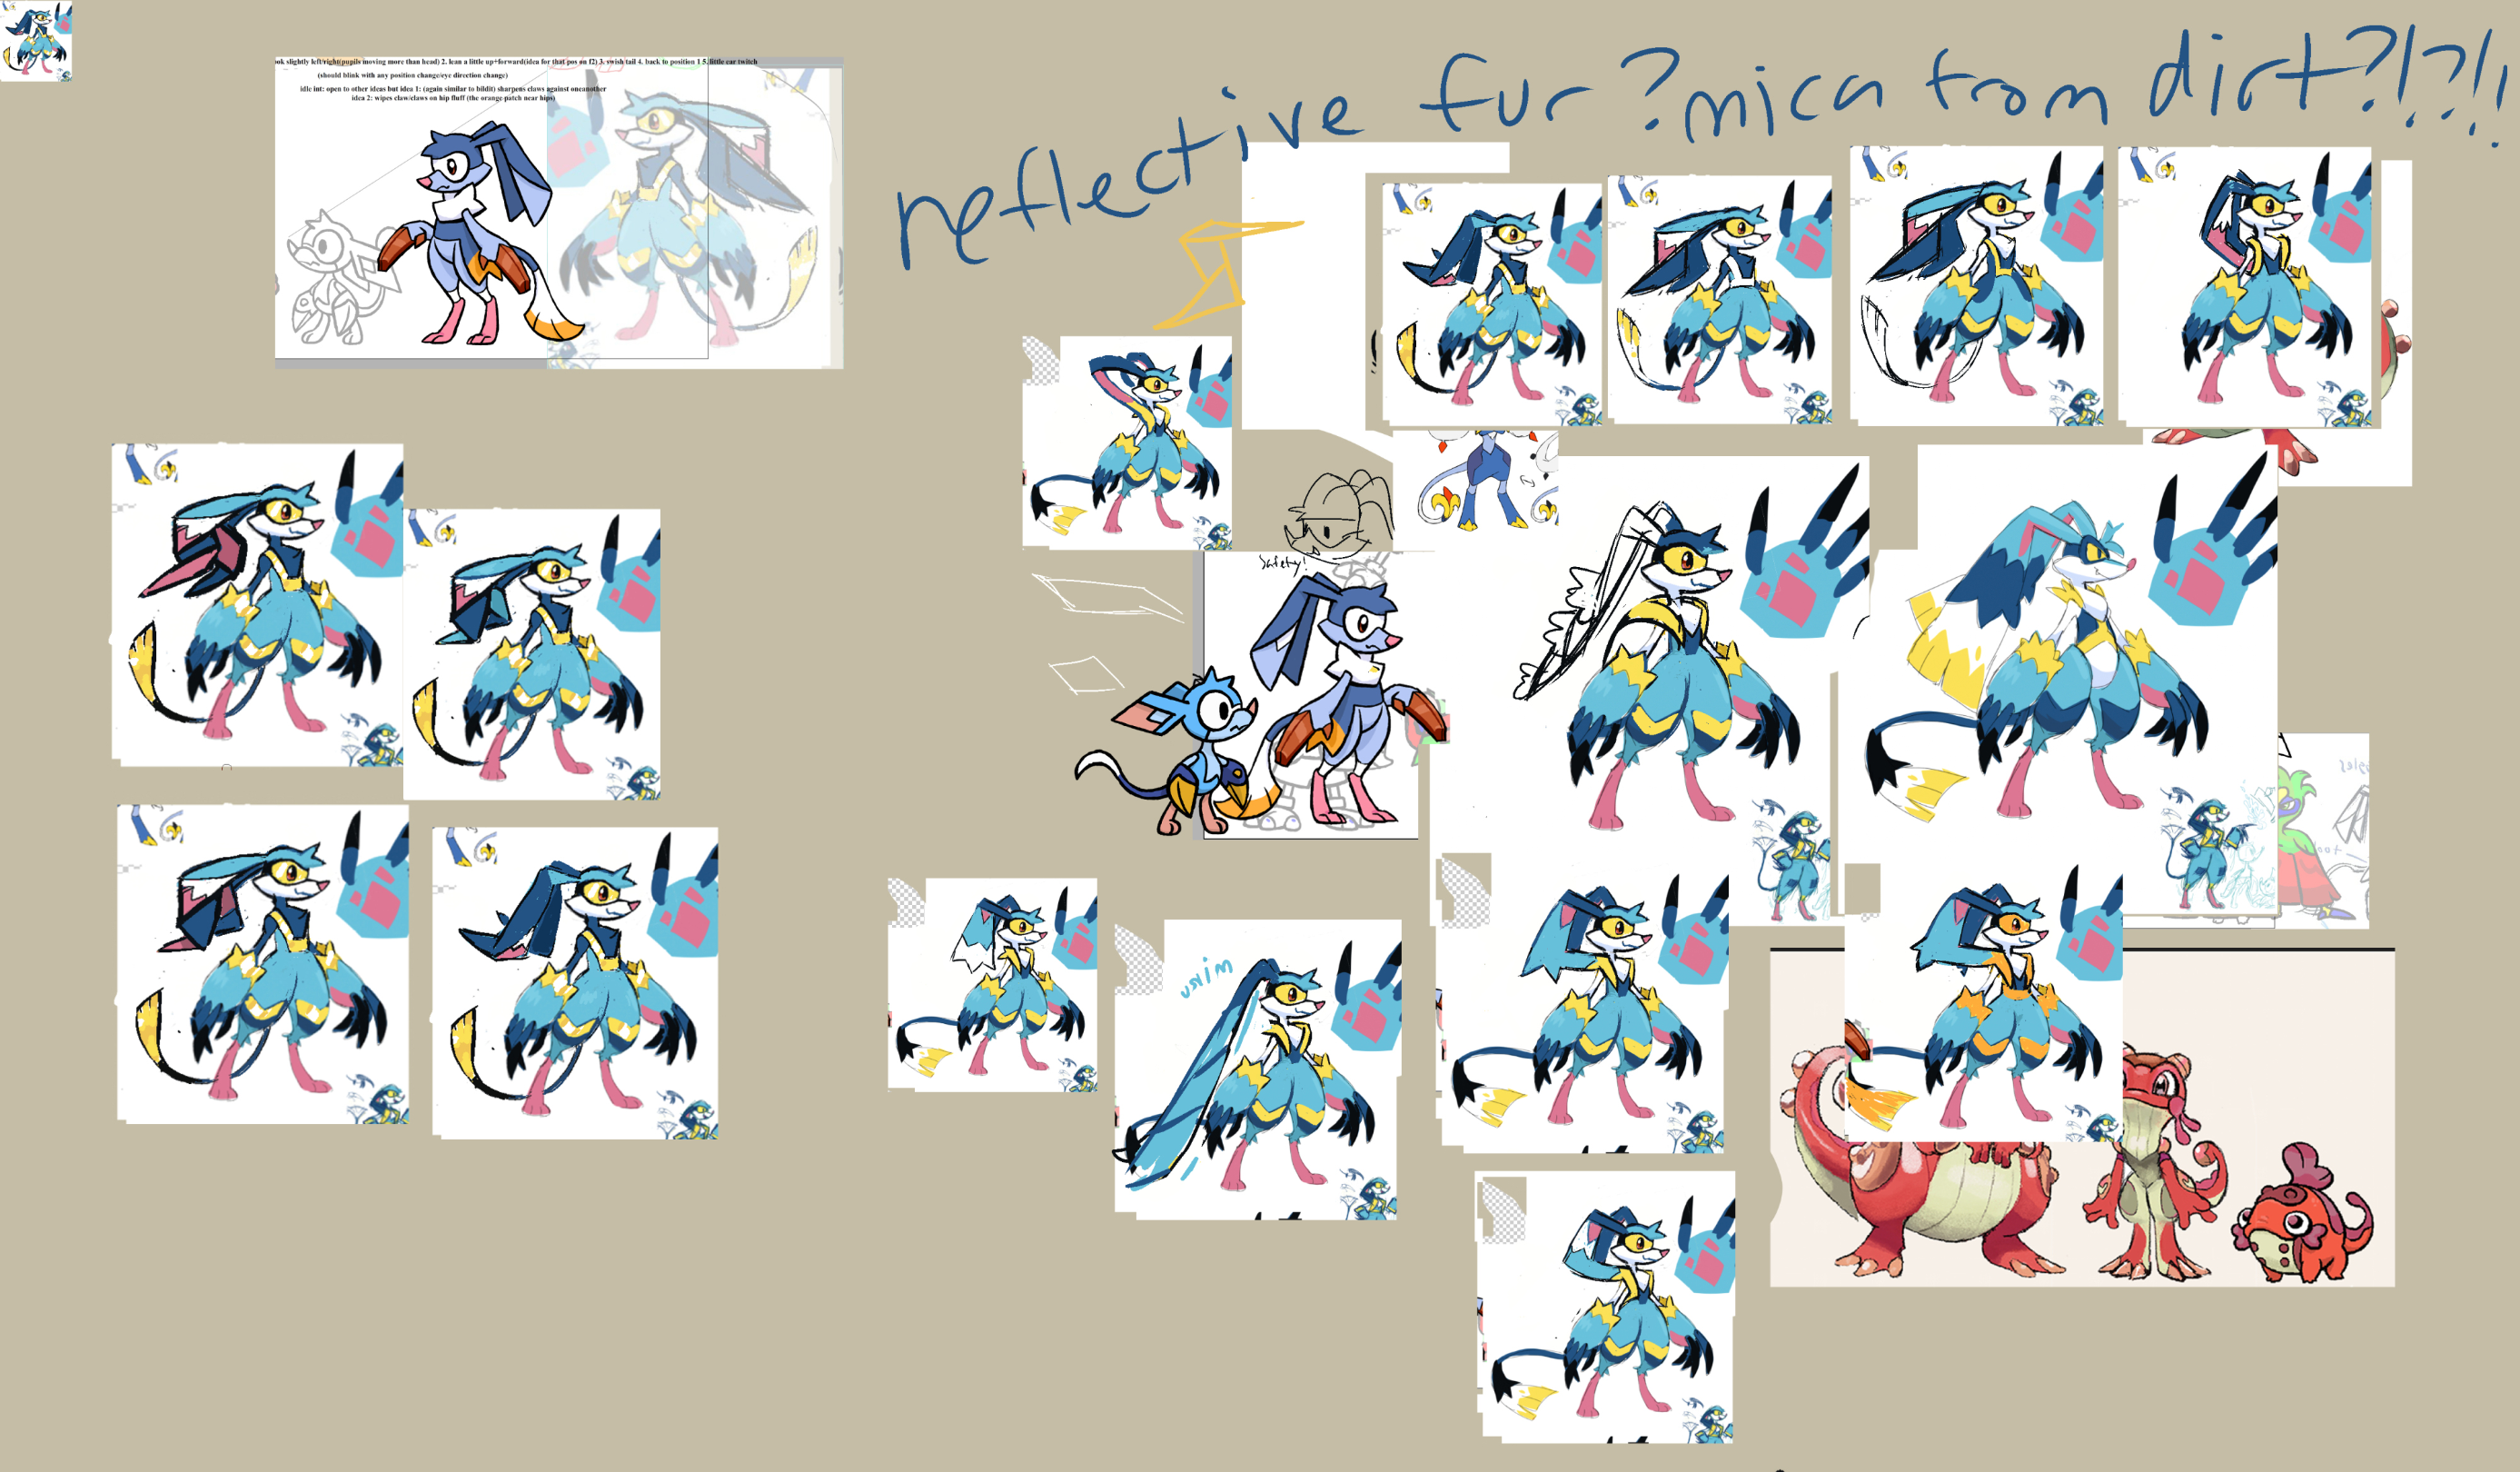 ok slightly left/right(pupils moving more than head) 2. lean a little up+forward(idea for that pos on f2) 3. swish tail 4. back to position 1 5. little ear twitch
(should blink with any position change/eye direction change)
idle int: open to other ideas but idea 1: (again similar to bildit) sharpens claws against oneanother
idea 2: wipes claw/claws on hip fluff (the orange patch near hips)
reflective fur ? mica from dirt?!?!!
Safety!
miku